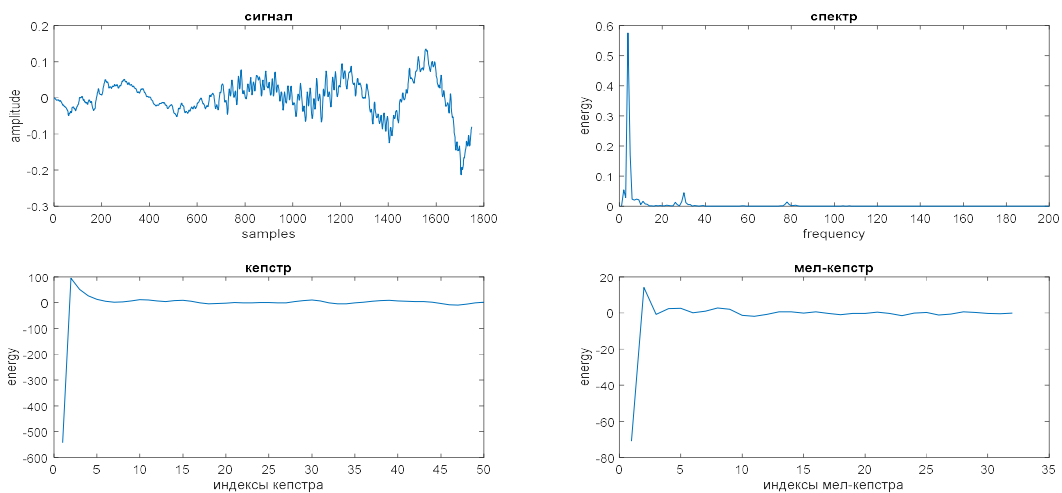 сигнал
0.2
0.1
0
-0.1
-0.2
-0.3
amplitude
0 200 400 600 800 1000 1200 1400 1600 1800
samples
спектр
0.6
0.5
0.4
0.3
0.2
0.1
0
energy
0 20 40 60 80 100 120 140 160 180 200
frequency
кепстр
100
0
-100
-200
-300
-400
-500
-600
energy
0 5 10 15 20 25 30 35 40 45 50
индексы кепстра
мел-кепстр
20
0
-20
-40
-60
-80
energy
0 5 10 15 20 25 30 35
индексы мел-кепстра